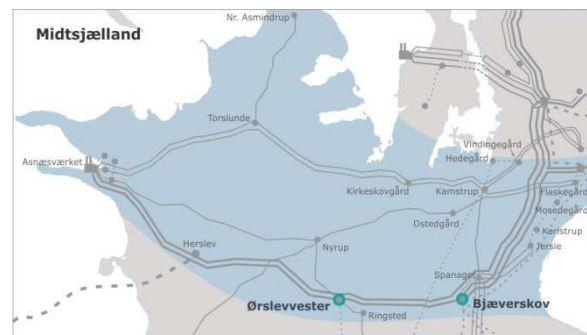 Nr. Asmindrup
Midtsjælland
Torslunde
Vindingegård
Hedegård
Asnæsværket
Kirkeskovgård
Kamstrup
Flaskegård
Mosedegård
Ostedgård
Karlstrup
Nyrup
Jersie
Herslev
Spanager
Ørslevvester
Bjæverskov
Ringsted